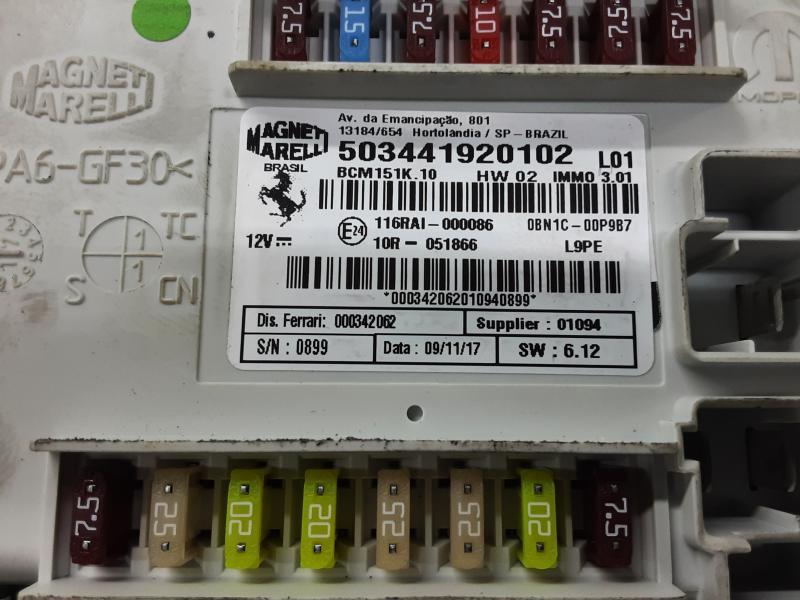 7.5 15 7.5 10 7.5 7.5 7.5
MAGNETI
MARELLI
PA6-GF30<
T TC
1
1
S CN
MAGNETI
MARELLI
BRASIL
Av. da Emancipação, 801
13184/654 Hortolandia / SP - BRAZIL
503441920102 L01
BCM151K.10 HW 02 IMMO 3.01
12V
E24
116RAI-000086 0BN1C-00P9B7
10R-051866 L9PE
*000342062010940899*
Dis. Ferrari: 000342062 Supplier : 01094
S/N : 0899 Data : 09/11/17 SW : 6.12
7.5 25 20 20 25 25 20 7.5